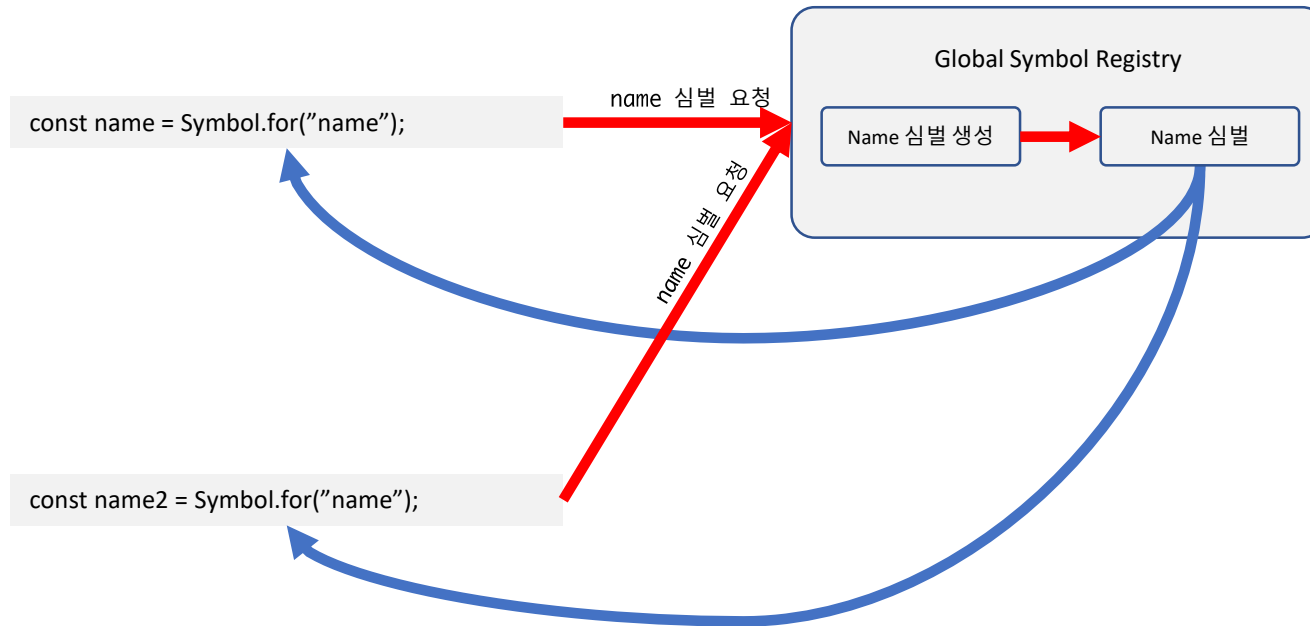 Global Symbol Registry
name 심벌 요청
const name = Symbol.for(”name”);
Name 심벌 생성
Name 심벌
name 심벌 요청
const name2 = Symbol.for(”name”);